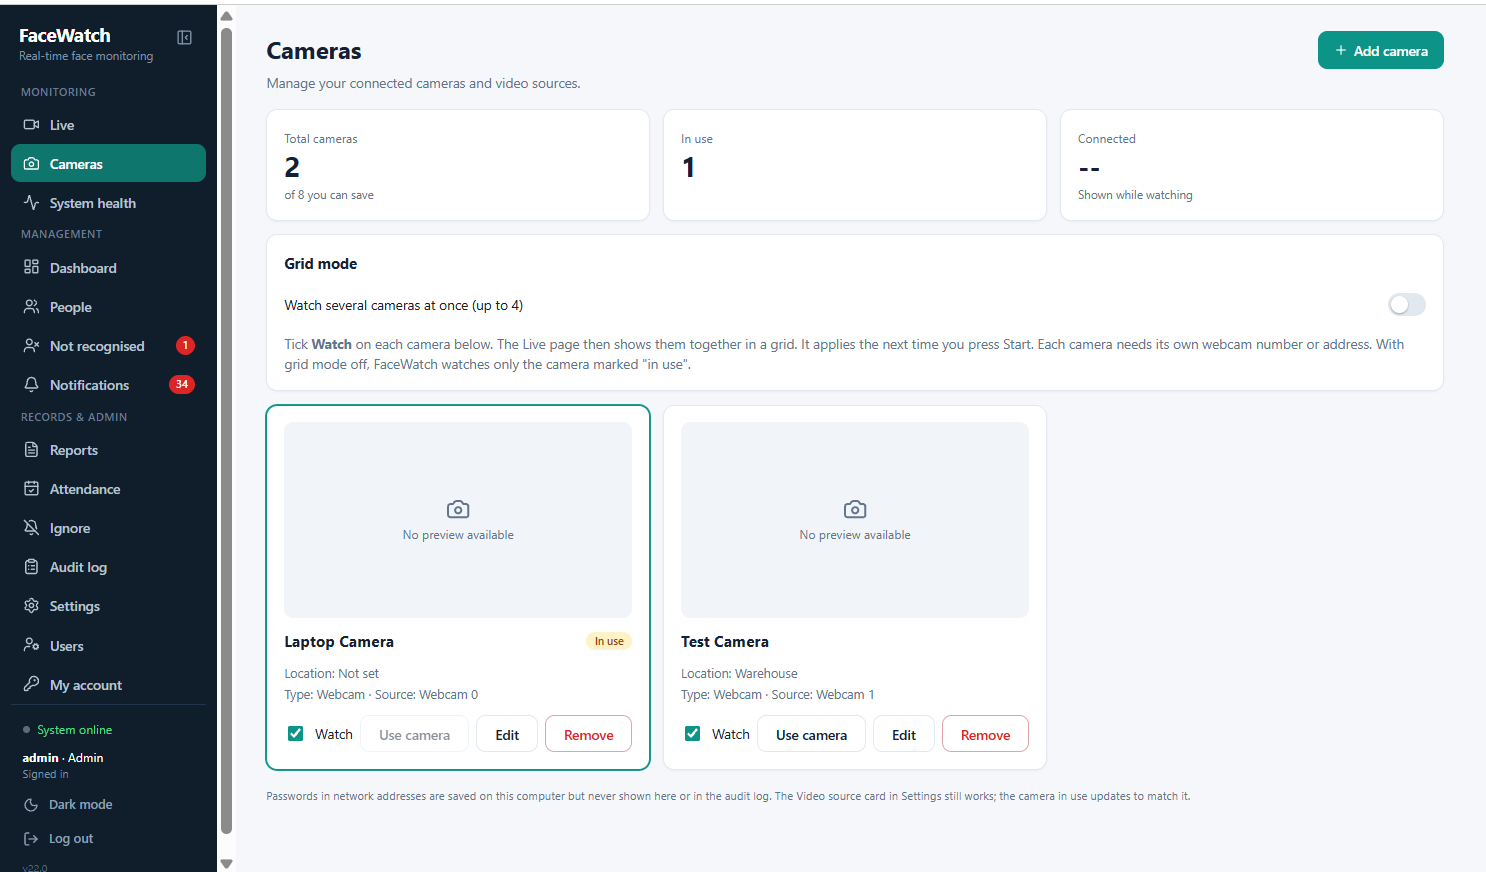 FaceWatch
Real-time face monitoring
MONITORING
Live
Cameras
System health
MANAGEMENT
Dashboard
People
Not recognised 1
Notifications 34
RECORDS & ADMIN
Reports
Attendance
Ignore
Audit log
Settings
Users
My account
System online
admin · Admin
Signed in
Dark mode
Log out
v22.0
Cameras
+ Add camera
Manage your connected cameras and video sources.
Total cameras
2
of 8 you can save
In use
1
Connected
--
Shown while watching
Grid mode
Watch several cameras at once (up to 4)
Tick Watch on each camera below. The Live page then shows them together in a grid. It applies the next time you press Start. Each camera needs its own webcam number or address. With
grid mode off, FaceWatch watches only the camera marked "in use".
No preview available
Laptop Camera In use
Location: Not set
Type: Webcam · Source: Webcam 0
Watch Use camera Edit Remove
No preview available
Test Camera
Location: Warehouse
Type: Webcam · Source: Webcam 1
Watch Use camera Edit Remove
Passwords in network addresses are saved on this computer but never shown here or in the audit log. The Video source card in Settings still works; the camera in use updates to match it.